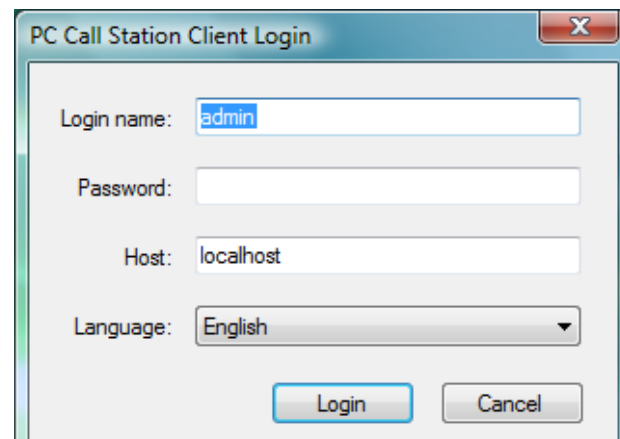 PC Call Station Client Login
Login name: admin
Password:
Host: localhost
Language: English
Login Cancel